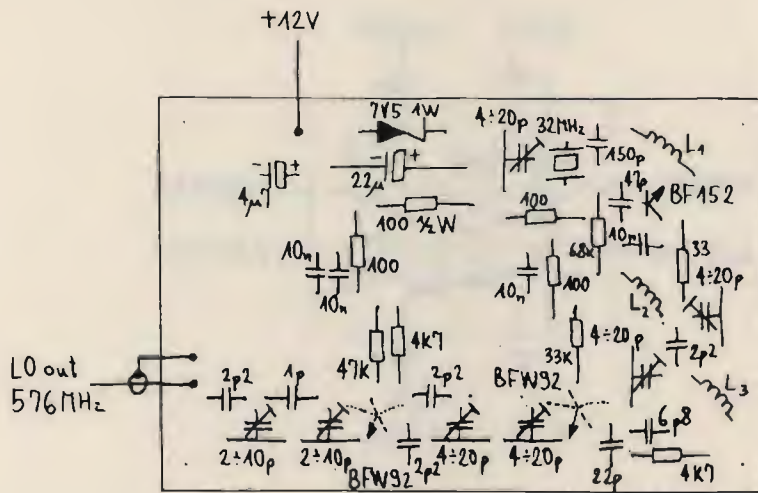 +12V
7V5 1W
4÷20p
32MHz
150p
L1
4µ7
- +
22µ
- +
17p
BF152
100 ½W
100
10n
68K
33
4÷20p
10n
10n
100
10n
100
L2
47K
4K7
33K
4÷20p
2p2
LO out
576MHz
2p2
1p
2p2
BFW92
L3
2÷10p
2÷10p
BFW92
2p2
4÷20p
4÷20p
22p
6p8
4K7